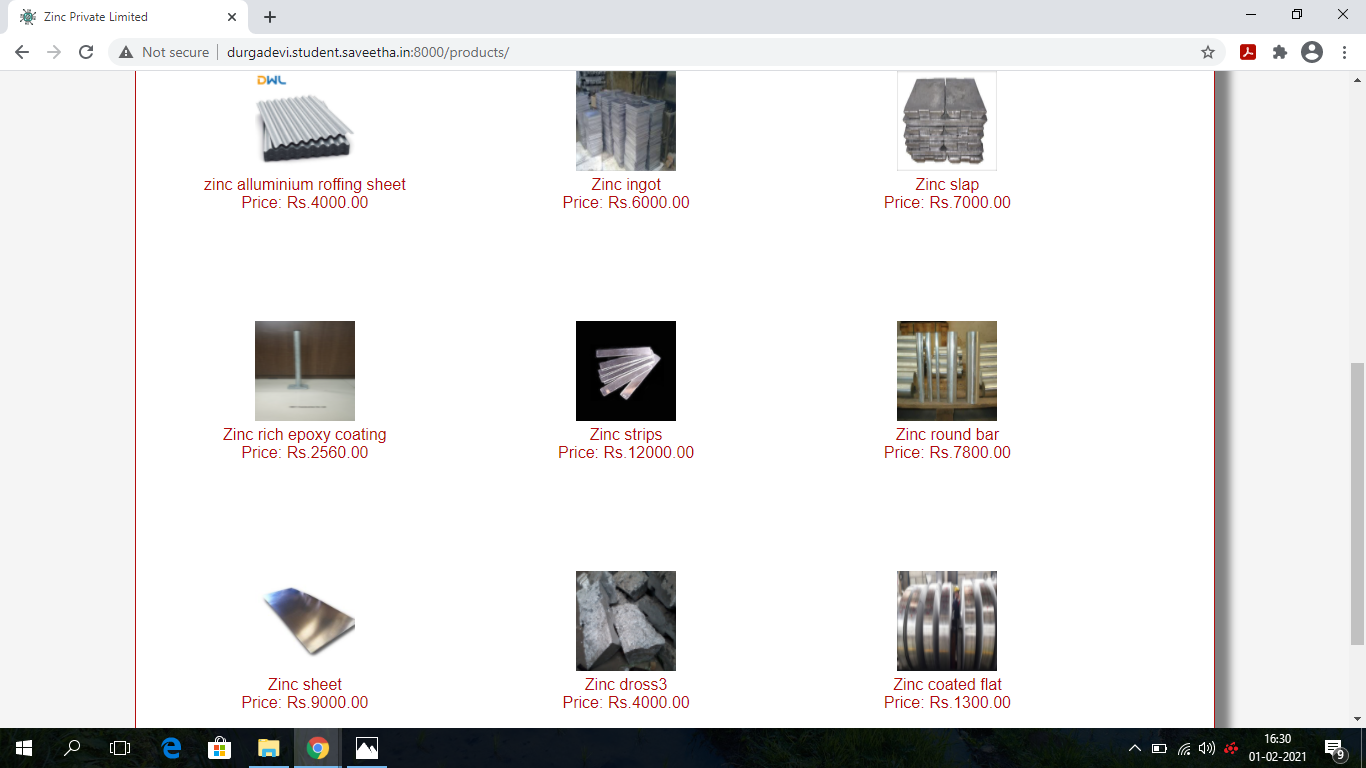 Zinc Private Limited
Not secure
durgadevi.student.saveetha.in:8000/products/
DWL
zinc alluminium roffing sheet
Price: Rs.4000.00
Zinc ingot
Price: Rs.6000.00
Zinc slap
Price: Rs.7000.00
Zinc rich epoxy coating
Price: Rs.2560.00
Zinc strips
Price: Rs.12000.00
Zinc round bar
Price: Rs.7800.00
Zinc sheet
Price: Rs.9000.00
Zinc dross3
Price: Rs.4000.00
Zinc coated flat
Price: Rs.1300.00
16:30
01-02-2021
9